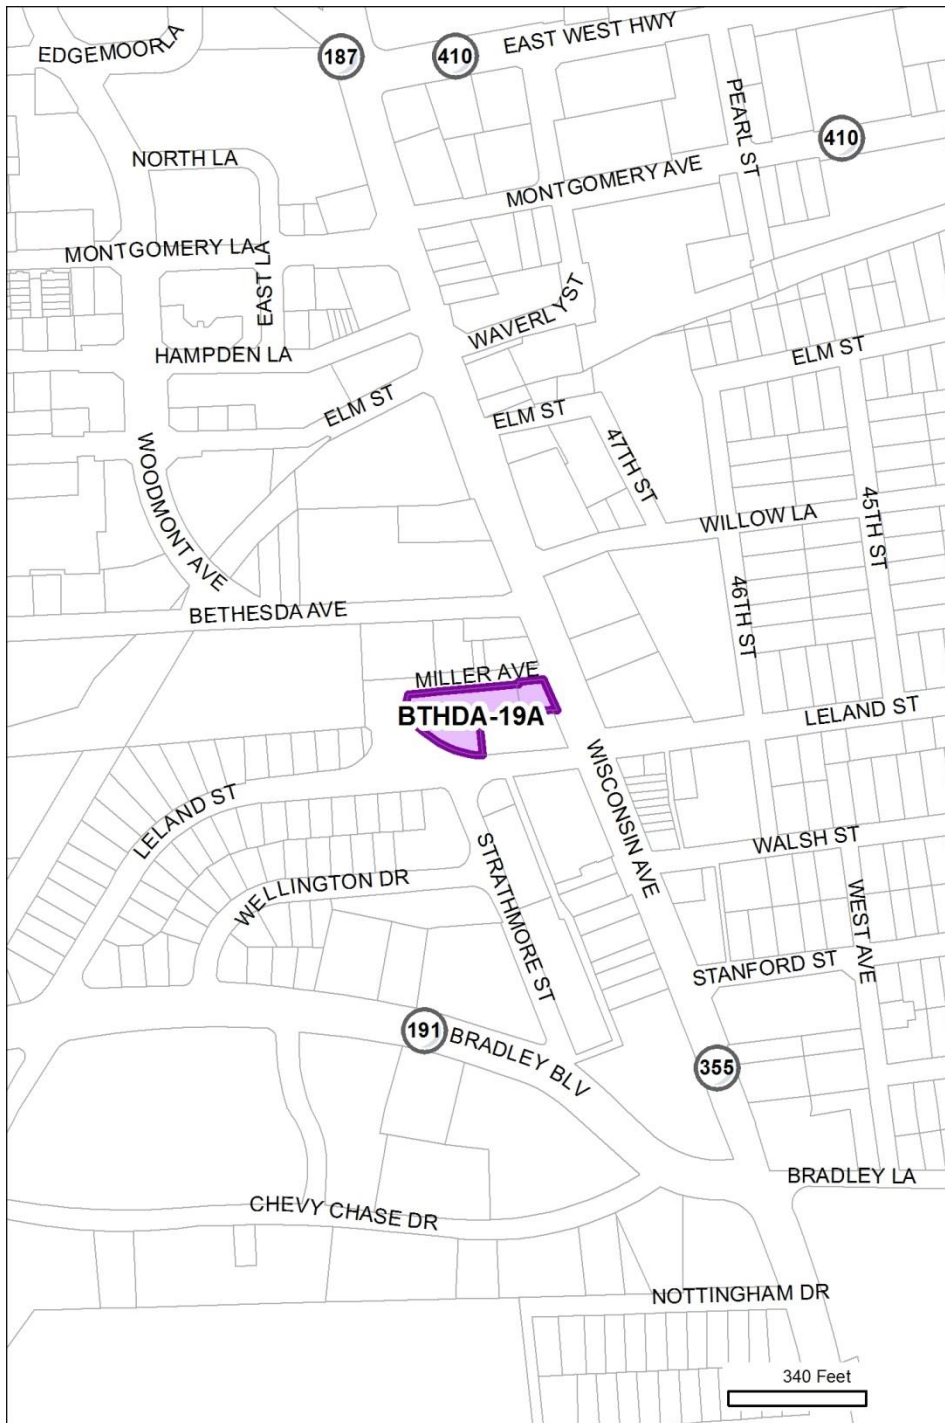 EDGEMOOR LA
187
410
EAST WEST HWY
PEARL ST
410
NORTH LA
MONTGOMERY AVE
MONTGOMERY LA
EAST LA
WAVERLY ST
HAMPDEN LA
ELM ST
ELM ST
ELM ST
47TH ST
WOODMONT AVE
WILLOW LA
45TH ST
46TH ST
BETHESDA AVE
MILLER AVE
BTHDA-19A
LELAND ST
WISCONSIN AVE
LELAND ST
WALSH ST
STRATHMORE ST
WELLINGTON DR
WEST AVE
STANFORD ST
191
BRADLEY BLV
355
BRADLEY LA
CHEVY CHASE DR
NOTTINGHAM DR
340 Feet